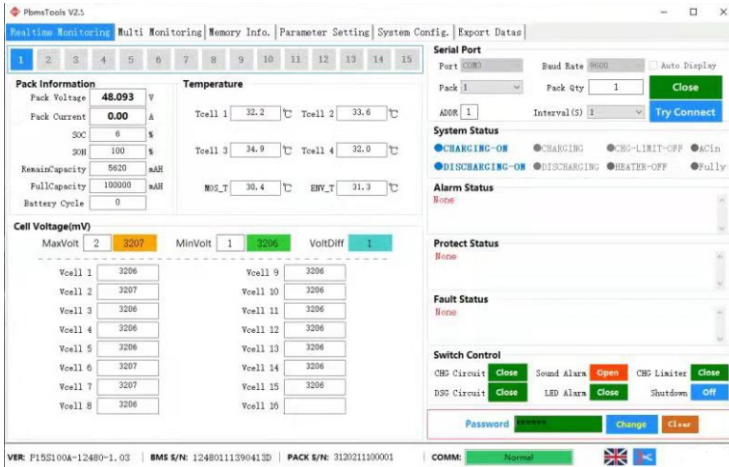 PbmsTools V2.5
Realtime Monitoring Multi Monitoring Memory Info. Parameter Setting System Config. Export Datas
1 2 3 4 5 6 7 8 9 10 11 12 13 14 15
Serial Port
Port COM3 Baud Rate 9600 Auto Display
Pack 1 Pack Qty 1 Close
ADDR 1 Interval(S) 1 Try Connect
Pack Information
Pack Voltage 48.093 V
Pack Current 0.00 A
SOC 6 %
SOH 100 %
RemainCapacity 5620 mAH
FullCapacity 100000 mAH
Battery Cycle 0
Temperature
Tcell 1 32.2 ℃ Tcell 2 33.6 ℃
Tcell 3 34.9 ℃ Tcell 4 32.0 ℃
MOS_T 30.4 ℃ ENV_T 31.3 ℃
System Status
CHARGING-ON CHARGING CHG-LIMIT-OFF ACin
DISCHARGING-ON DISCHARGING HEATER-OFF Fully
Alarm Status
None
Protect Status
None
Fault Status
None
Cell Voltage(mV)
MaxVolt 2 3207 MinVolt 1 3206 VoltDiff 1
Vcell 1 3206 Vcell 9 3206
Vcell 2 3207 Vcell 10 3206
Vcell 3 3206 Vcell 11 3206
Vcell 4 3206 Vcell 12 3206
Vcell 5 3206 Vcell 13 3206
Vcell 6 3207 Vcell 14 3206
Vcell 7 3207 Vcell 15 3206
Vcell 8 3206 Vcell 16
Switch Control
CHG Circuit Close Sound Alarm Open CHG Limiter Close
DSG Circuit Close LED Alarm Close Shutdown Off
Password ****** Change Clear
VER: P15S100A-12480-1.03 BMS S/N: 12480111390413D PACK S/N: 3120211100001 COMM: Normal